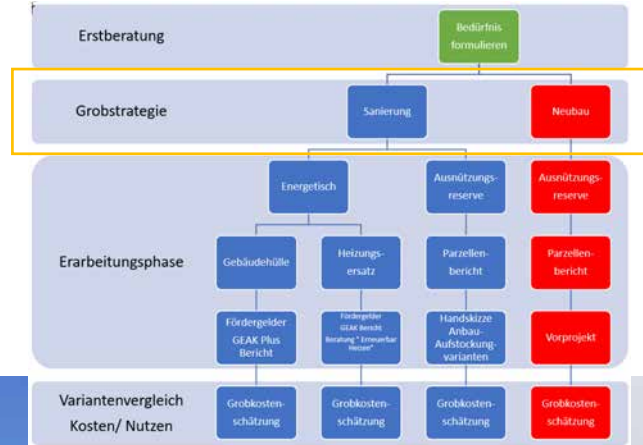 Erstberatung
Bedürfnis
formulieren
Grobstrategie
Sanierung
Neubau
Erarbeitungsphase
Energetisch
Ausnützungs-
reserve
Ausnützungs-
reserve
Gebäudehülle
Heizungs-
ersatz
Parzellen-
bericht
Parzellen-
bericht
Fördergelder
GEAK Plus
Bericht
Fördergelder
GEAK Bericht
Beratung " Erneuerbar
Heizen"
Handskizze
Anbau-
Aufstockung-
varianten
Vorprojekt
Variantenvergleich
Kosten/ Nutzen
Grobkosten-
schätzung
Grobkosten-
schätzung
Grobkosten-
schätzung
Grobkosten-
schätzung